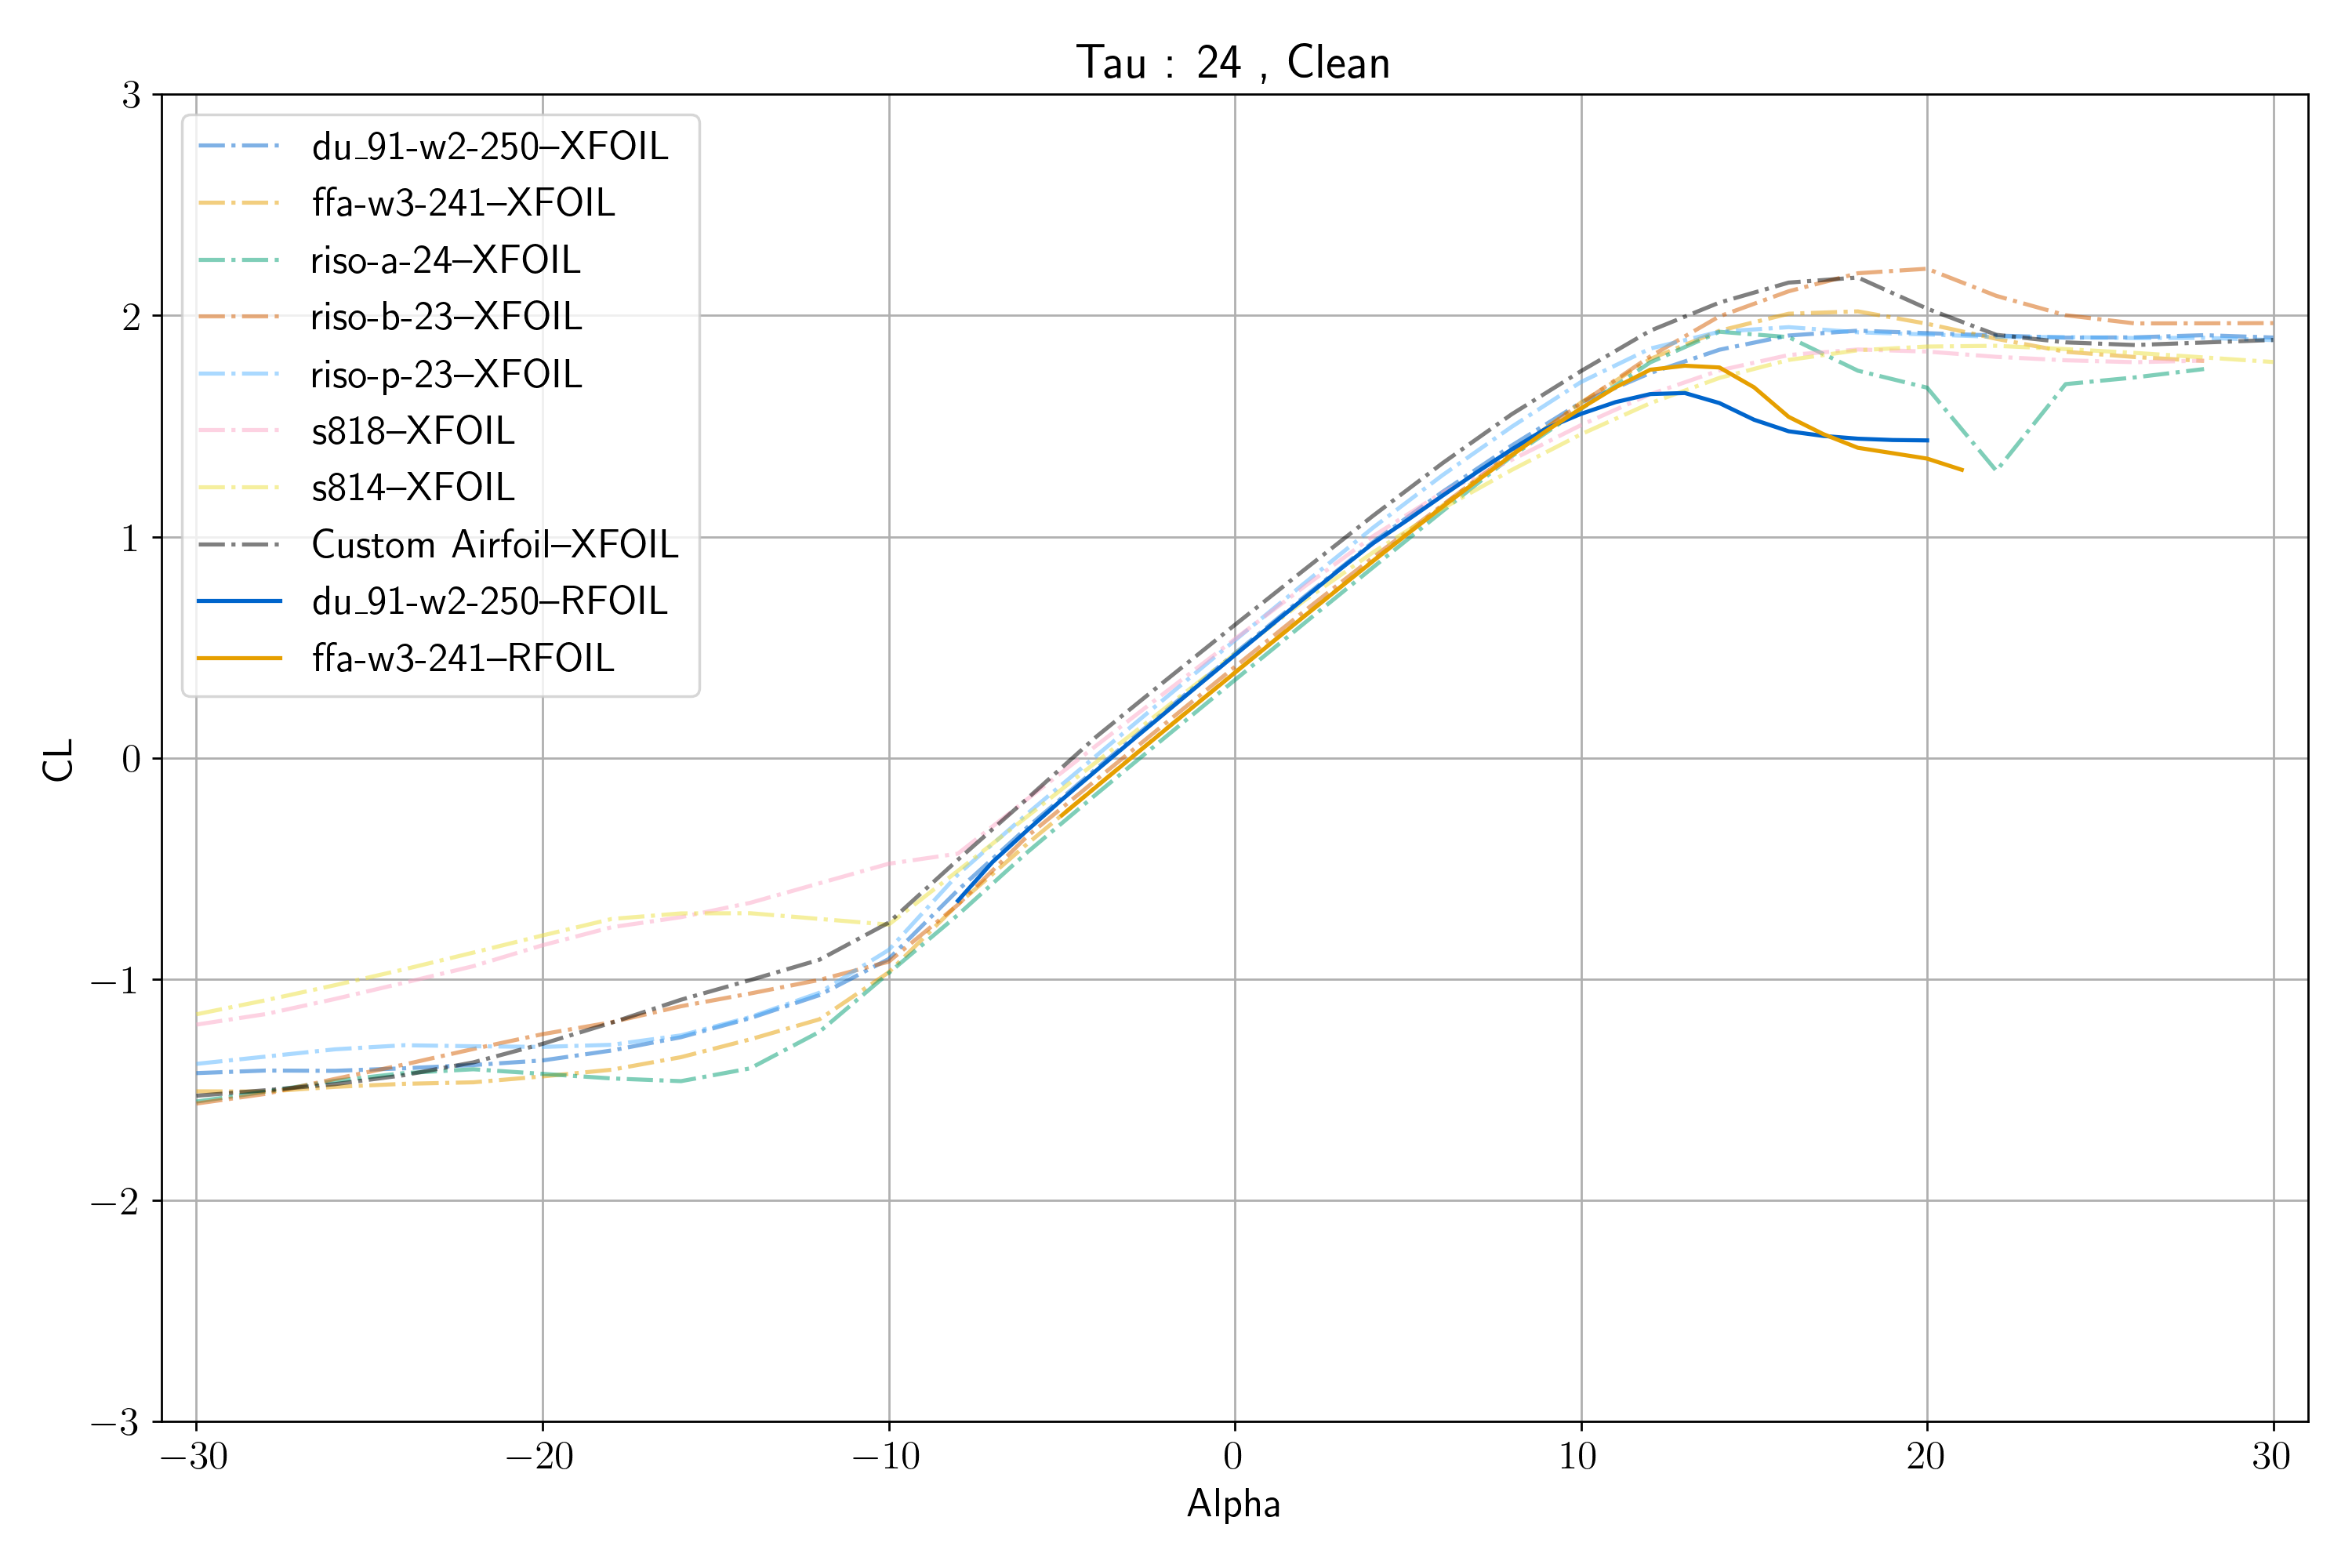 Tau : 24 , Clean
3
2
1
0
−1
−2
−3
CL
du_91-w2-250–XFOIL
ffa-w3-241–XFOIL
riso-a-24–XFOIL
riso-b-23–XFOIL
riso-p-23–XFOIL
s818–XFOIL
s814–XFOIL
Custom Airfoil–XFOIL
du_91-w2-250–RFOIL
ffa-w3-241–RFOIL
−30 −20 −10 0 10 20 30
Alpha